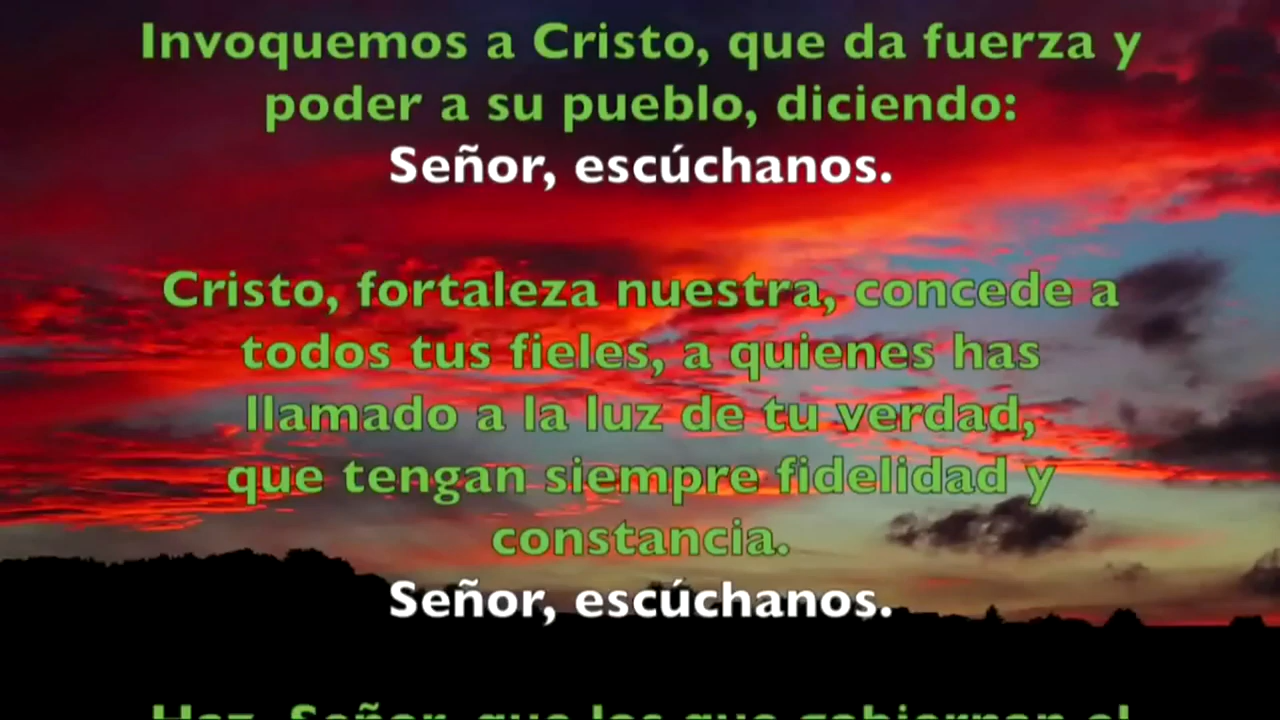 Invoquemos a Cristo, que da fuerza y
poder a su pueblo, diciendo:
Señor, escúchanos.
Cristo, fortaleza nuestra, concede a
todos tus fieles, a quienes has
llamado a la luz de tu verdad,
que tengan siempre fidelidad y
constancia.
Señor, escúchanos.
Haz, Señor, que los que gobiernan el